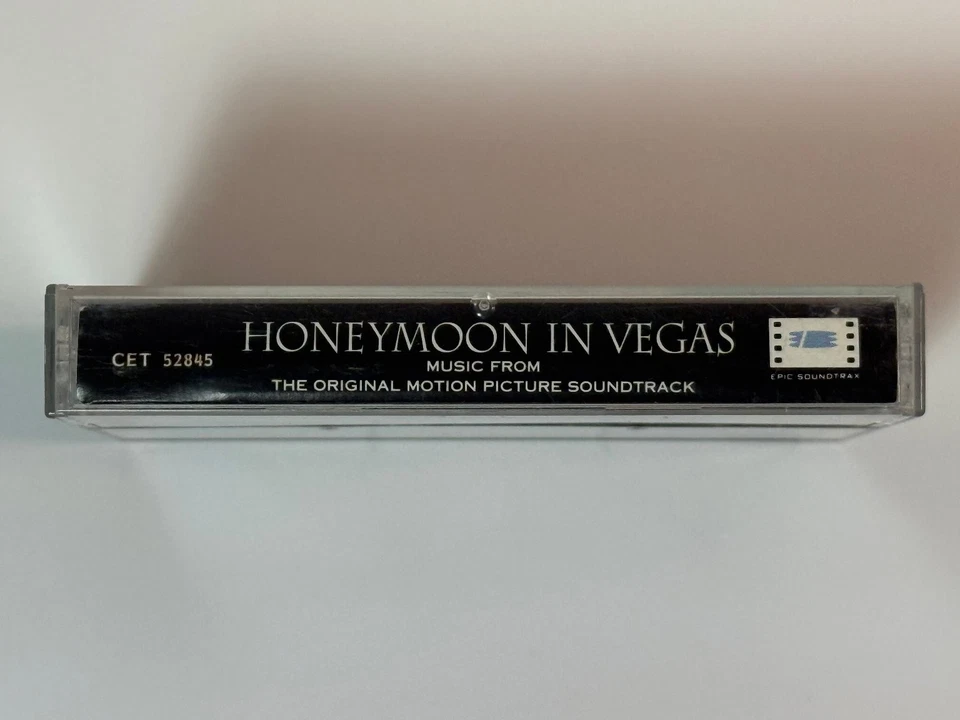 CET 52845
HONEYMOON IN VEGAS
MUSIC FROM
THE ORIGINAL MOTION PICTURE SOUNDTRACK
EPIC SOUNDTRAX